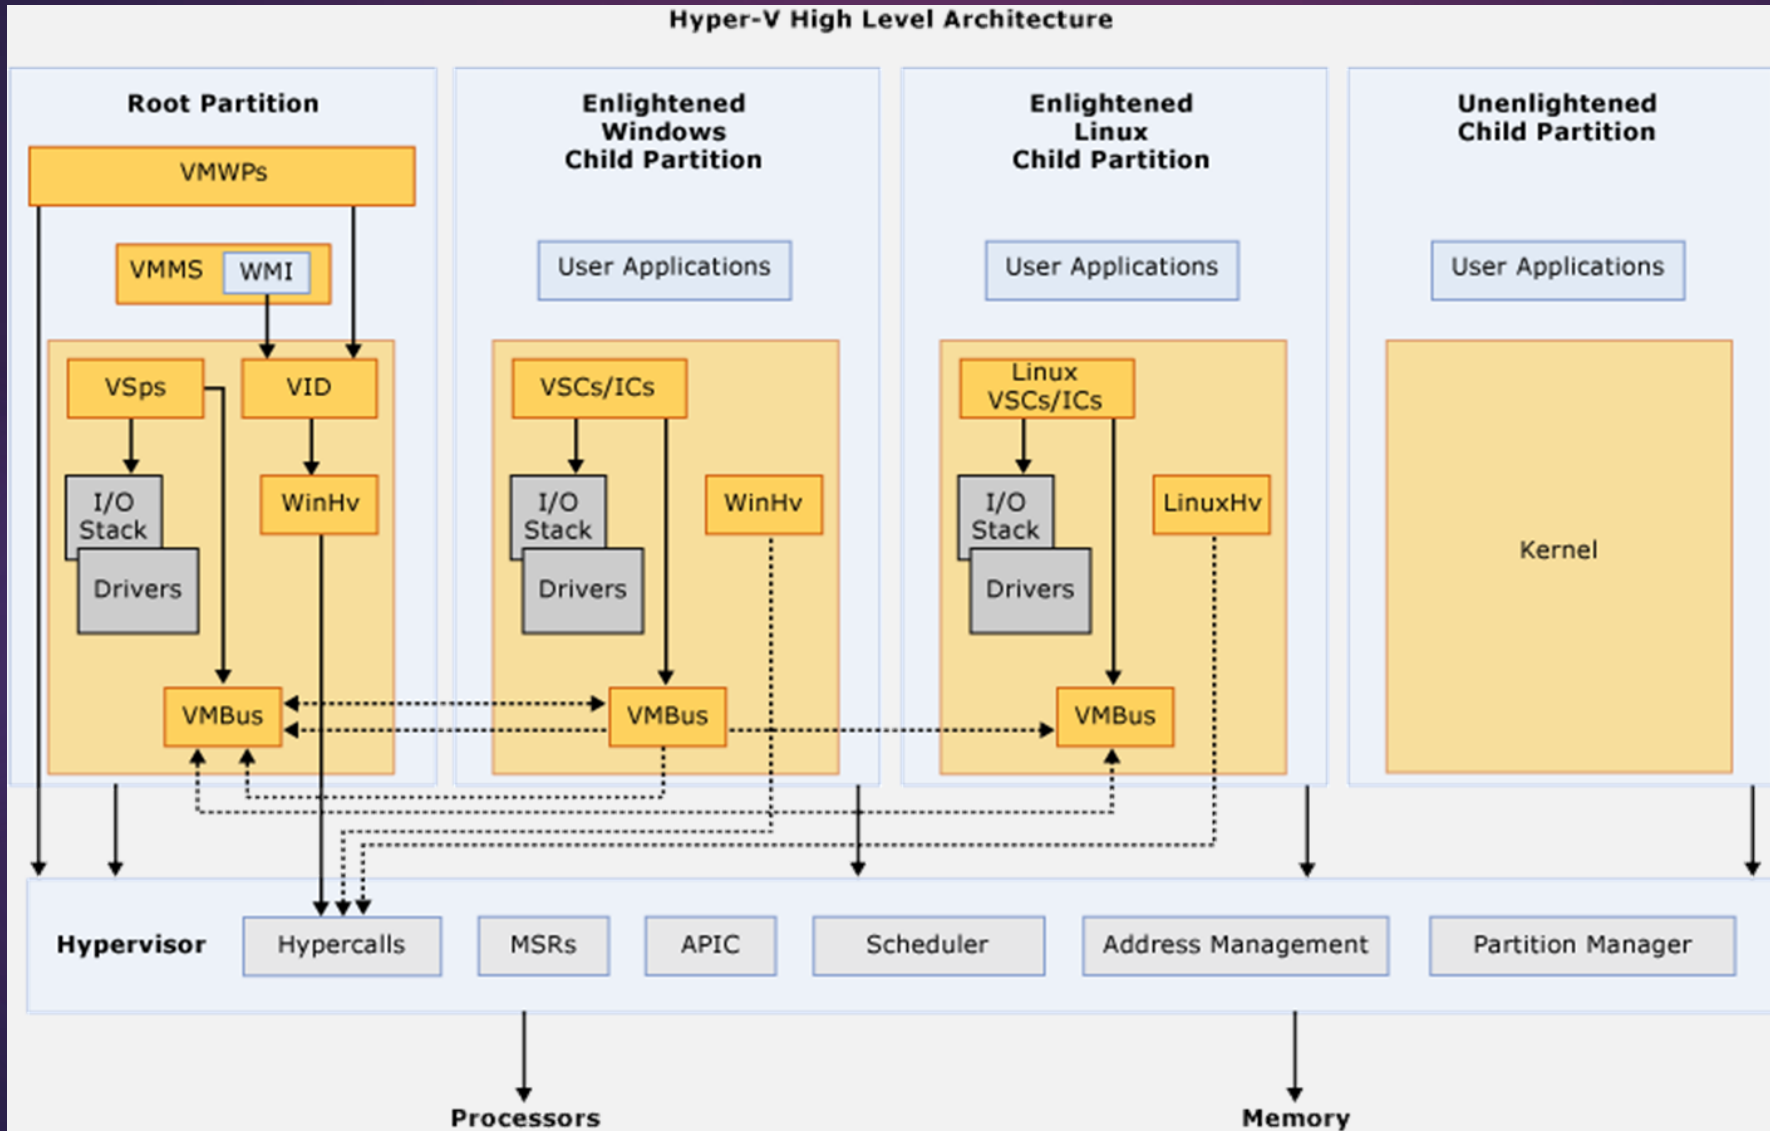 Hyper-V High Level Architecture
Root Partition
VMWPs
VMMS
WMI
VSps
VID
I/O
Stack
WinHv
Drivers
VMBus
Enlightened
Windows
Child Partition
User Applications
VSCs/ICs
I/O
Stack
WinHv
Drivers
VMBus
Enlightened
Linux
Child Partition
User Applications
Linux
VSCs/ICs
I/O
Stack
LinuxHv
Drivers
VMBus
Unenlightened
Child Partition
User Applications
Kernel
Hypervisor
Hypercalls
MSRs
APIC
Scheduler
Address Management
Partition Manager
Processors
Memory